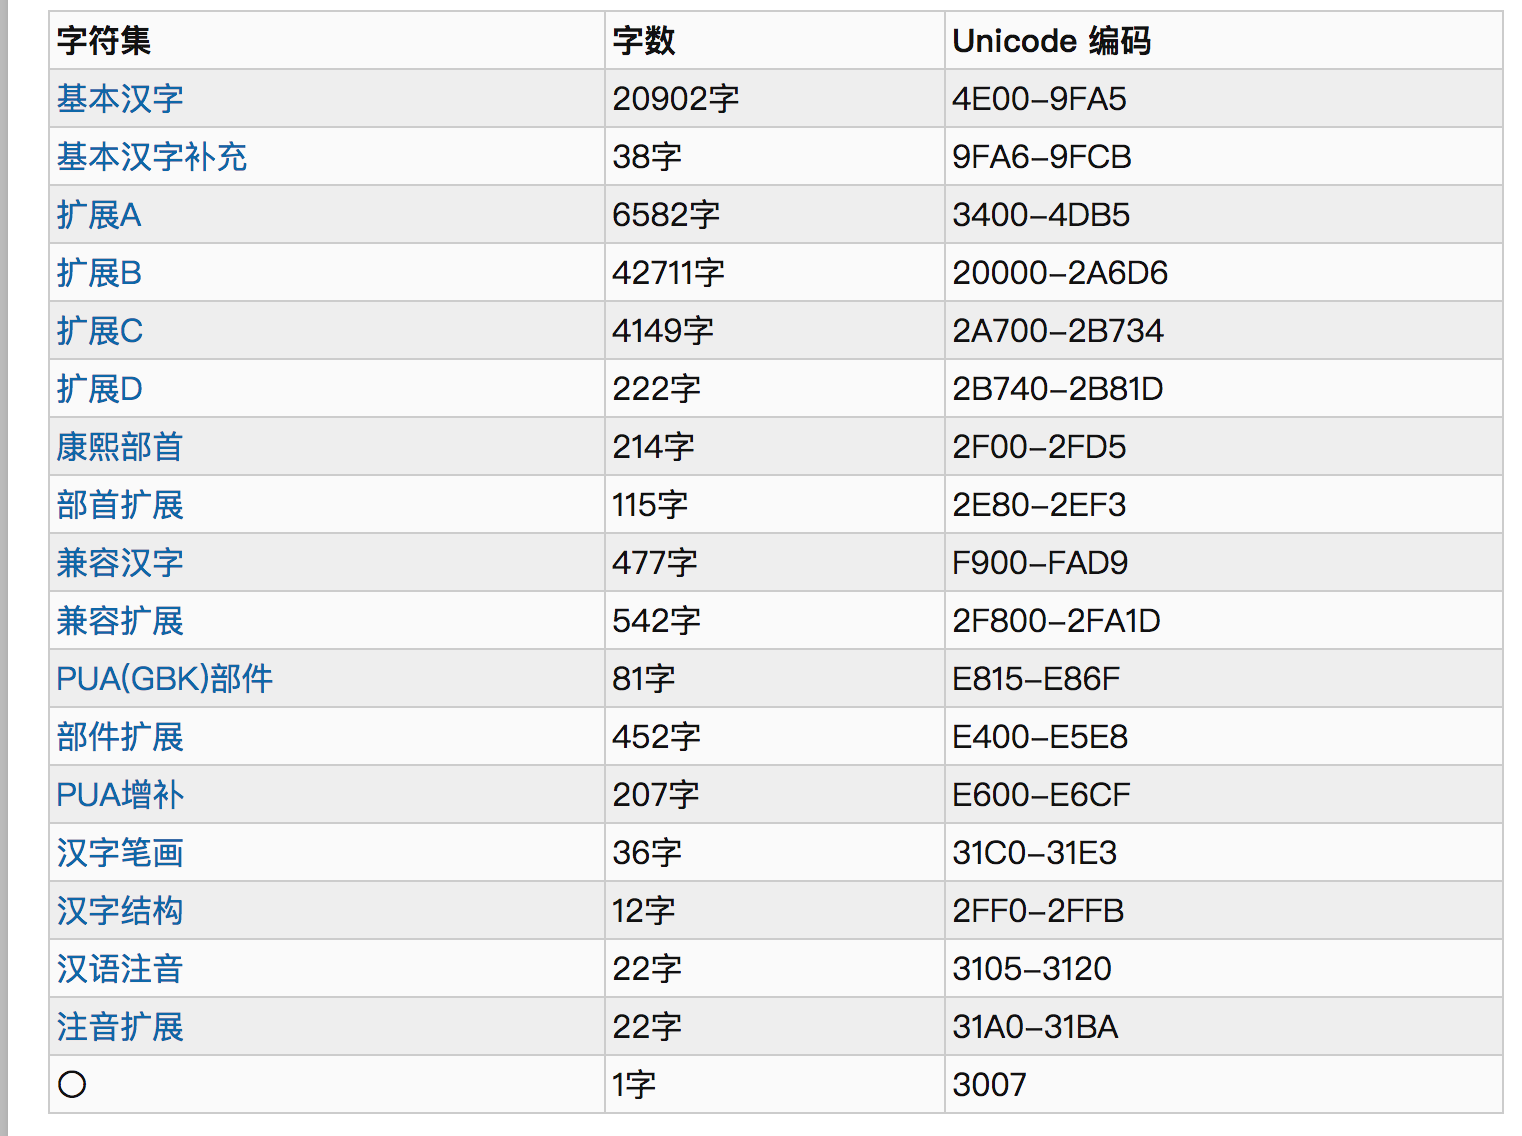 字符集 字数 Unicode 编码
基本汉字 20902字 4E00-9FA5
基本汉字补充 38字 9FA6-9FCB
扩展A 6582字 3400-4DB5
扩展B 42711字 20000-2A6D6
扩展C 4149字 2A700-2B734
扩展D 222字 2B740-2B81D
康熙部首 214字 2F00-2FD5
部首扩展 115字 2E80-2EF3
兼容汉字 477字 F900-FAD9
兼容扩展 542字 2F800-2FA1D
PUA(GBK)部件 81字 E815-E86F
部件扩展 452字 E400-E5E8
PUA增补 207字 E600-E6CF
汉字笔画 36字 31C0-31E3
汉字结构 12字 2FF0-2FFB
汉语注音 22字 3105-3120
注音扩展 22字 31A0-31BA
〇 1字 3007